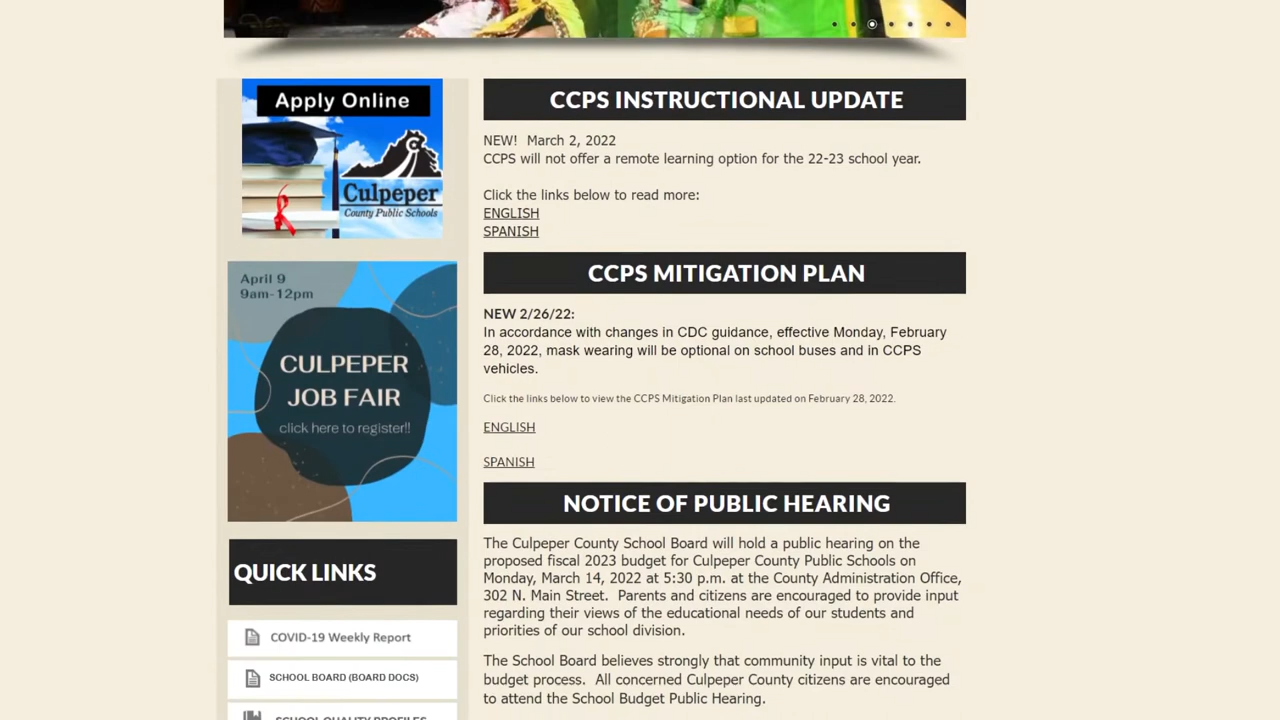 Apply Online
Culpeper
County Public Schools
April 9
9am-12pm
CULPEPER
JOB FAIR
click here to register!!
QUICK LINKS
COVID-19 Weekly Report
SCHOOL BOARD (BOARD DOCS)
SCHOOL QUALITY PROFILES
CCPS INSTRUCTIONAL UPDATE
NEW! March 2, 2022
CCPS will not offer a remote learning option for the 22-23 school year.
Click the links below to read more:
ENGLISH
SPANISH
CCPS MITIGATION PLAN
NEW 2/26/22:
In accordance with changes in CDC guidance, effective Monday, February
28, 2022, mask wearing will be optional on school buses and in CCPS
vehicles.
Click the links below to view the CCPS Mitigation Plan last updated on February 28, 2022.
ENGLISH
SPANISH
NOTICE OF PUBLIC HEARING
The Culpeper County School Board will hold a public hearing on the
proposed fiscal 2023 budget for Culpeper County Public Schools on
Monday, March 14, 2022 at 5:30 p.m. at the County Administration Office,
302 N. Main Street. Parents and citizens are encouraged to provide input
regarding their views of the educational needs of our students and
priorities of our school division.
The School Board believes strongly that community input is vital to the
budget process. All concerned Culpeper County citizens are encouraged
to attend the School Budget Public Hearing.